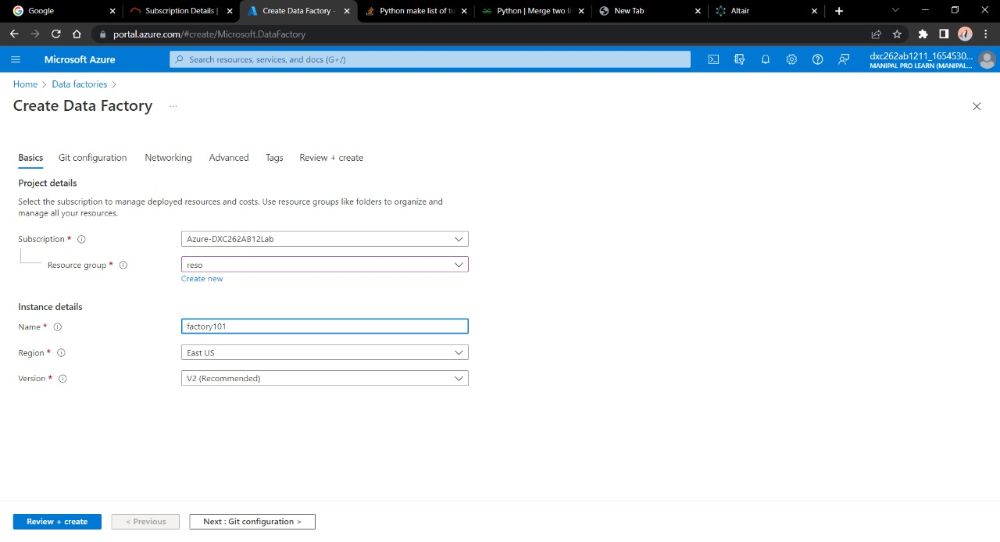 Google
Subscription Details |
Create Data Factory -
Python make list of tu
Python | Merge two li
New Tab
Altair
portal.azure.com/#create/Microsoft.DataFactory
Microsoft Azure
Search resources, services, and docs (G+/)
dxc262ab1211_1654530...
MANIPAL PRO LEARN (MANIPAL...
Home > Data factories >
Create Data Factory ...
Basics Git configuration Networking Advanced Tags Review + create
Project details
Select the subscription to manage deployed resources and costs. Use resource groups like folders to organize and
manage all your resources.
Subscription * Azure-DXC262AB12Lab
Resource group * reso
Create new
Instance details
Name * factory101
Region * East US
Version * V2 (Recommended)
Review + create < Previous Next : Git configuration >